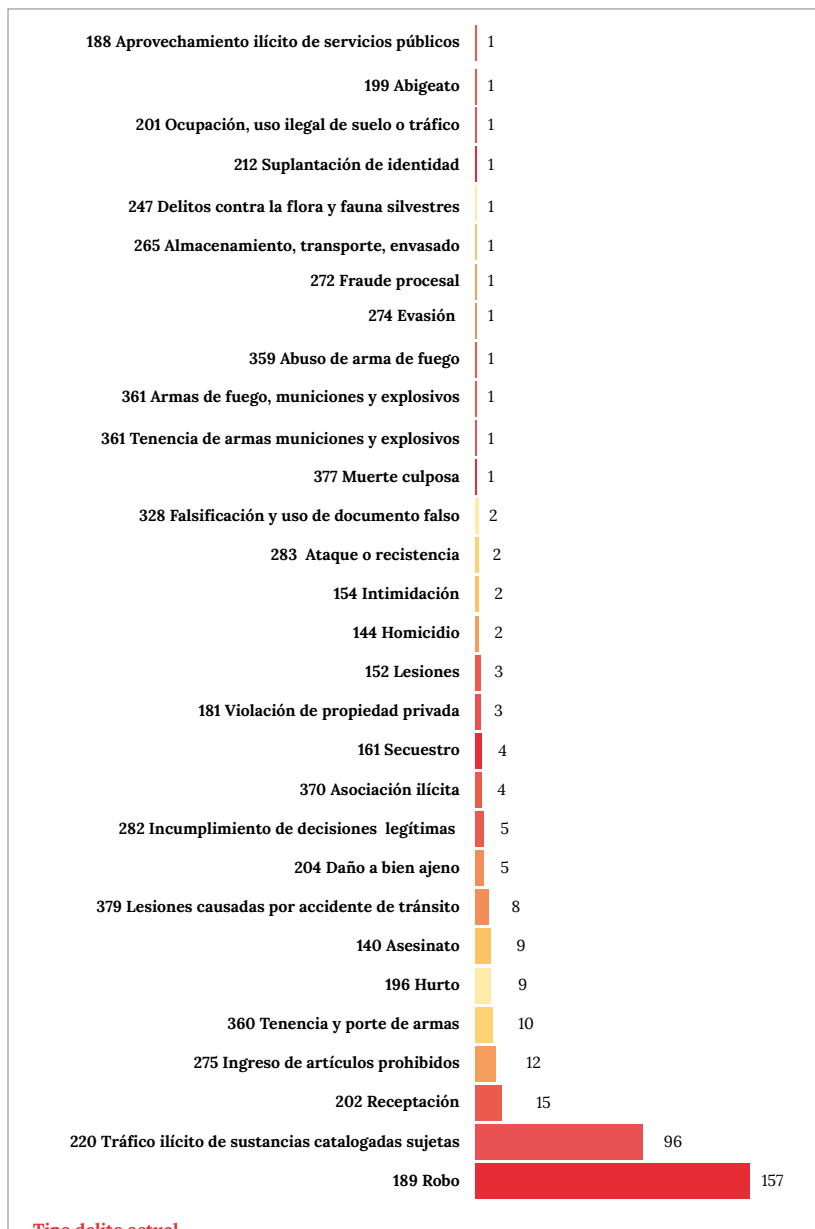 188 Aprovechamiento ilícito de servicios públicos 1
199 Abigeato 1
201 Ocupación, uso ilegal de suelo o tráfico 1
212 Suplantación de identidad 1
247 Delitos contra la flora y fauna silvestres 1
265 Almacenamiento, transporte, envasado 1
272 Fraude procesal 1
274 Evasión 1
359 Abuso de arma de fuego 1
361 Armas de fuego, municiones y explosivos 1
361 Tenencia de armas municiones y explosivos 1
377 Muerte culposa 1
328 Falsificación y uso de documento falso 2
283 Ataque o recistencia 2
154 Intimidación 2
144 Homicidio 2
152 Lesiones 3
181 Violación de propiedad privada 3
161 Secuestro 4
370 Asociación ilícita 4
282 Incumplimiento de decisiones legítimas 5
204 Daño a bien ajeno 5
379 Lesiones causadas por accidente de tránsito 8
140 Asesinato 9
196 Hurto 9
360 Tenencia y porte de armas 10
275 Ingreso de artículos prohibidos 12
202 Receptación 15
220 Tráfico ilícito de sustancias catalogadas sujetas 96
189 Robo 157
Tipo delito actual